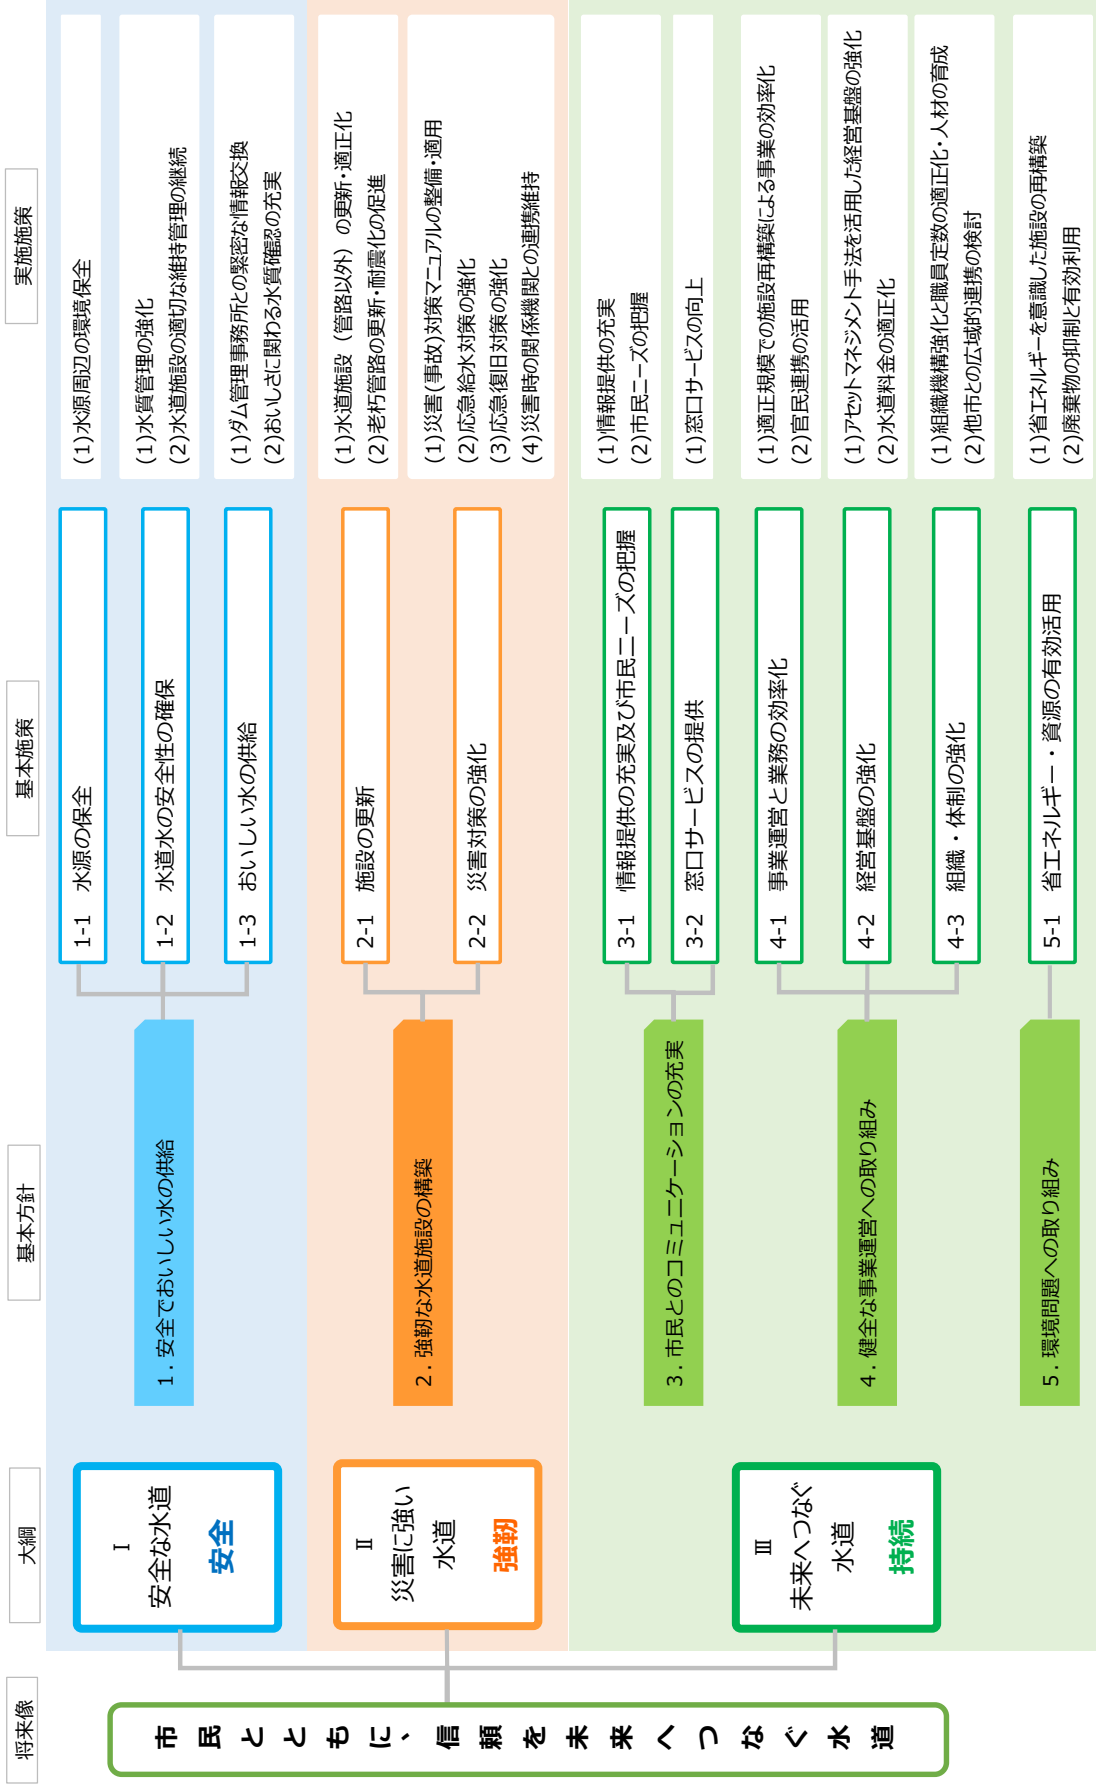 将来像
大綱
基本方針
基本施策
実施施策
市民とともに、信頼を未来へつなぐ水道
Ⅰ
安全な水道
安全
1．安全でおいしい水の供給
1-1 水源の保全
(1)水源周辺の環境保全
1-2 水道水の安全性の確保
(1)水質管理の強化
(2)水道施設の適切な維持管理の継続
1-3 おいしい水の供給
(1)ダム管理事務所との緊密な情報交換
(2)おいしさに関わる水質確認の充実
Ⅱ
災害に強い
水道
強靭
2．強靭な水道施設の構築
2-1 施設の更新
(1)水道施設（管路以外）の更新・適正化
(2)老朽管路の更新・耐震化の促進
2-2 災害対策の強化
(1)災害(事故)対策マニュアルの整備・適用
(2)応急給水対策の強化
(3)応急復旧対策の強化
(4)災害時の関係機関との連携維持
Ⅲ
未来へつなぐ
水道
持続
3．市民とのコミュニケーションの充実
3-1 情報提供の充実及び市民ニーズの把握
(1)情報提供の充実
(2)市民ニーズの把握
3-2 窓口サービスの提供
(1)窓口サービスの向上
4．健全な事業運営への取り組み
4-1 事業運営と業務の効率化
(1)適正規模での施設再構築による事業の効率化
(2)官民連携の活用
4-2 経営基盤の強化
(1)アセットマネジメント手法を活用した経営基盤の強化
(2)水道料金の適正化
4-3 組織・体制の強化
(1)組織機構強化と職員定数の適正化・人材の育成
(2)他市との広域的連携の検討
5．環境問題への取り組み
5-1 省エネルギー・資源の有効活用
(1)省エネルギーを意識した施設の再構築
(2)廃棄物の抑制と有効利用